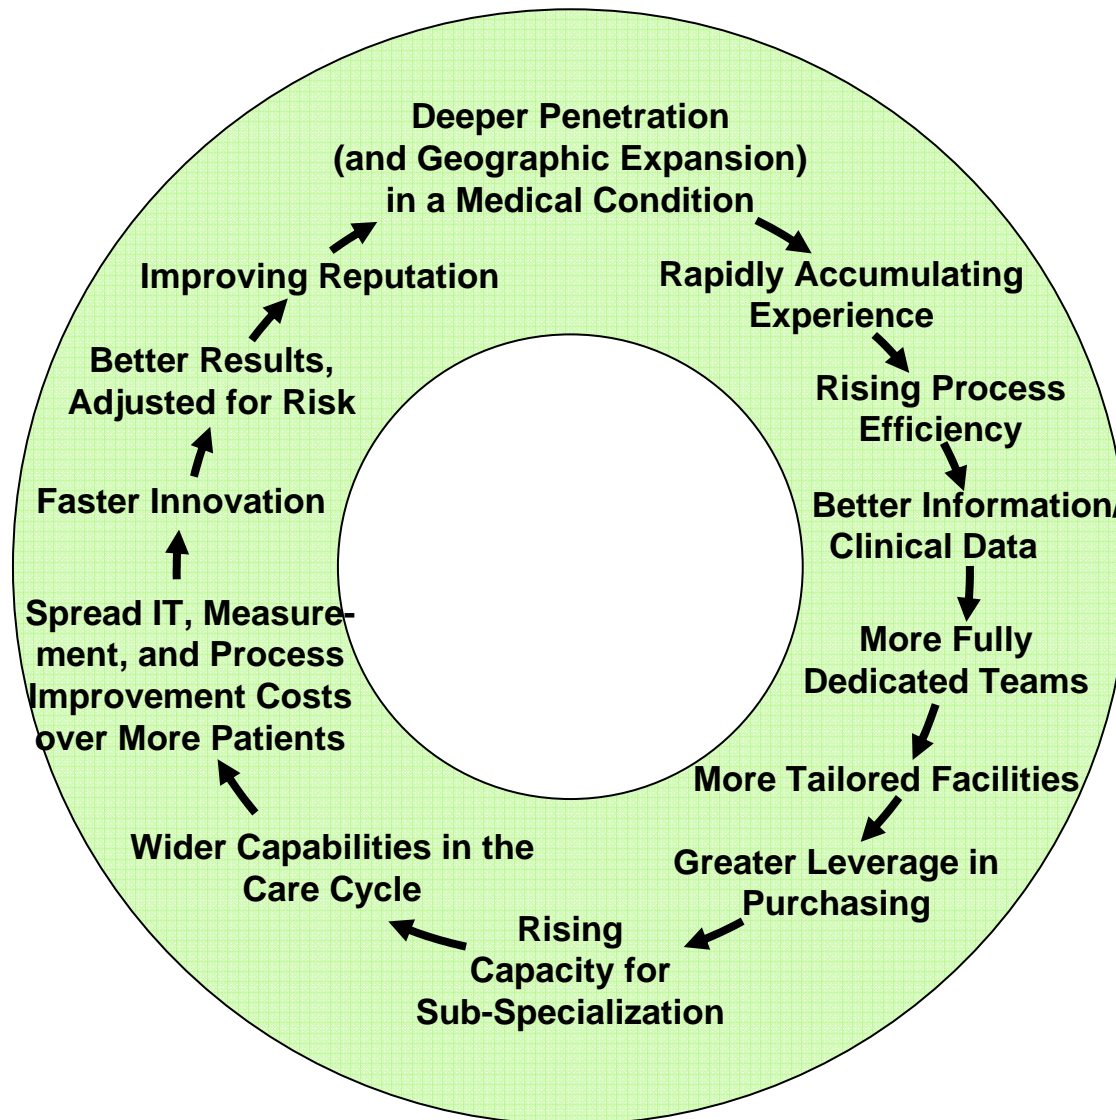 Deeper Penetration
(and Geographic Expansion)
in a Medical Condition
Rapidly Accumulating
Experience
Rising Process
Efficiency
Better Information/
Clinical Data
More Fully
Dedicated Teams
More Tailored Facilities
Greater Leverage in
Purchasing
Rising
Capacity for
Sub-Specialization
Wider Capabilities in the
Care Cycle
Spread IT, Measure-
ment, and Process
Improvement Costs
over More Patients
Faster Innovation
Better Results,
Adjusted for Risk
Improving Reputation